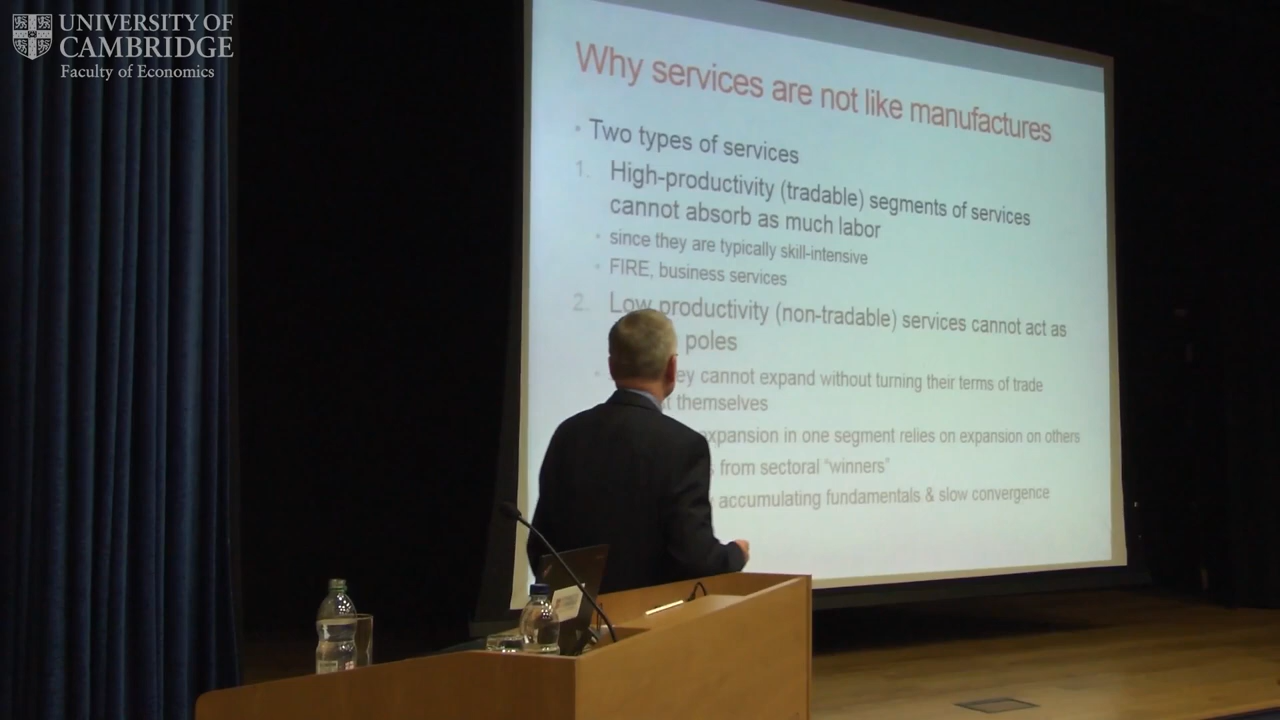 UNIVERSITY OF
CAMBRIDGE
Faculty of Economics
Why services are not like manufactures
• Two types of services
1. High-productivity (tradable) segments of services
cannot absorb as much labor
• since they are typically skill-intensive
• FIRE, business services
2. Low productivity (non-tradable) services cannot act as
poles
cannot expand without turning their terms of trade
themselves
expansion in one segment relies on expansion on others
from sectoral “winners”
accumulating fundamentals & slow convergence